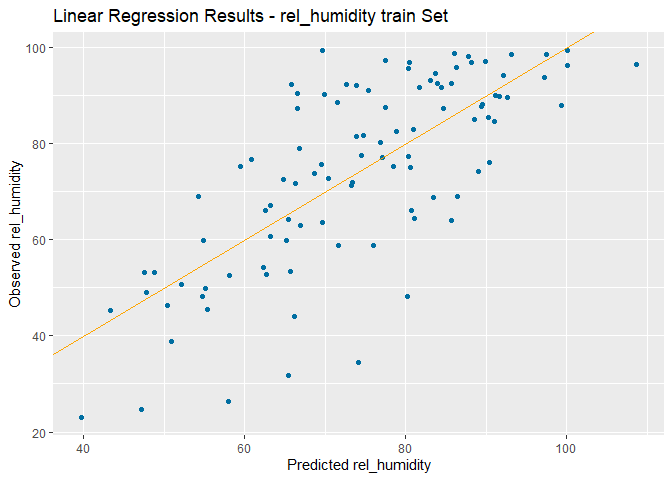 Linear Regression Results - rel_humidity train Set
100
80
60
40
20
Observed rel_humidity
40 60 80 100
Predicted rel_humidity